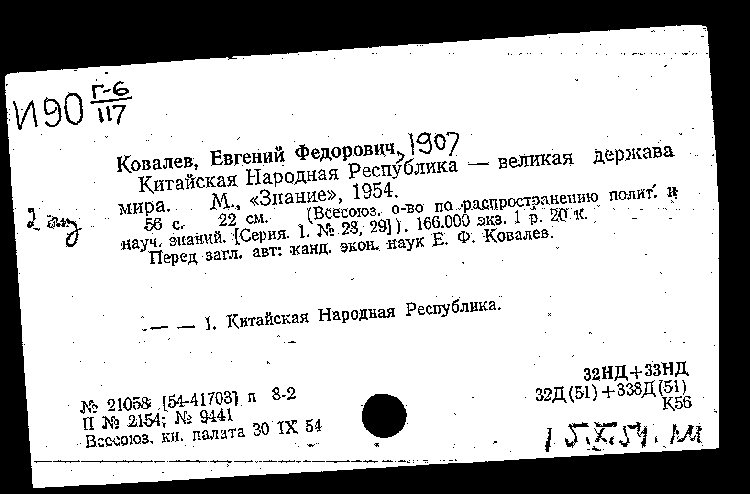 И90 Г-6
117
Ковалев, Евгений Федорович, 1907
Китайская Народная Республика — великая держава
мира. М., «Знание», 1954.
2 экз
56 с. 22 см. (Всесоюз. о-во по распространению полит. и
науч. знаний. [Серия. 1. № 28, 29]). 166.000 экз. 1 р. 20 к.
Перед загл. авт: канд. экон. наук Е. Ф. Ковалев.
— — 1. Китайская Народная Республика.
32НД+33НД
№ 21058 [54-41703] п 8-2
32Д(51)+338Д(51)
П № 2154; № 9441
К56
Всесоюз. кн. палата 30 IX 54
15.X.54.